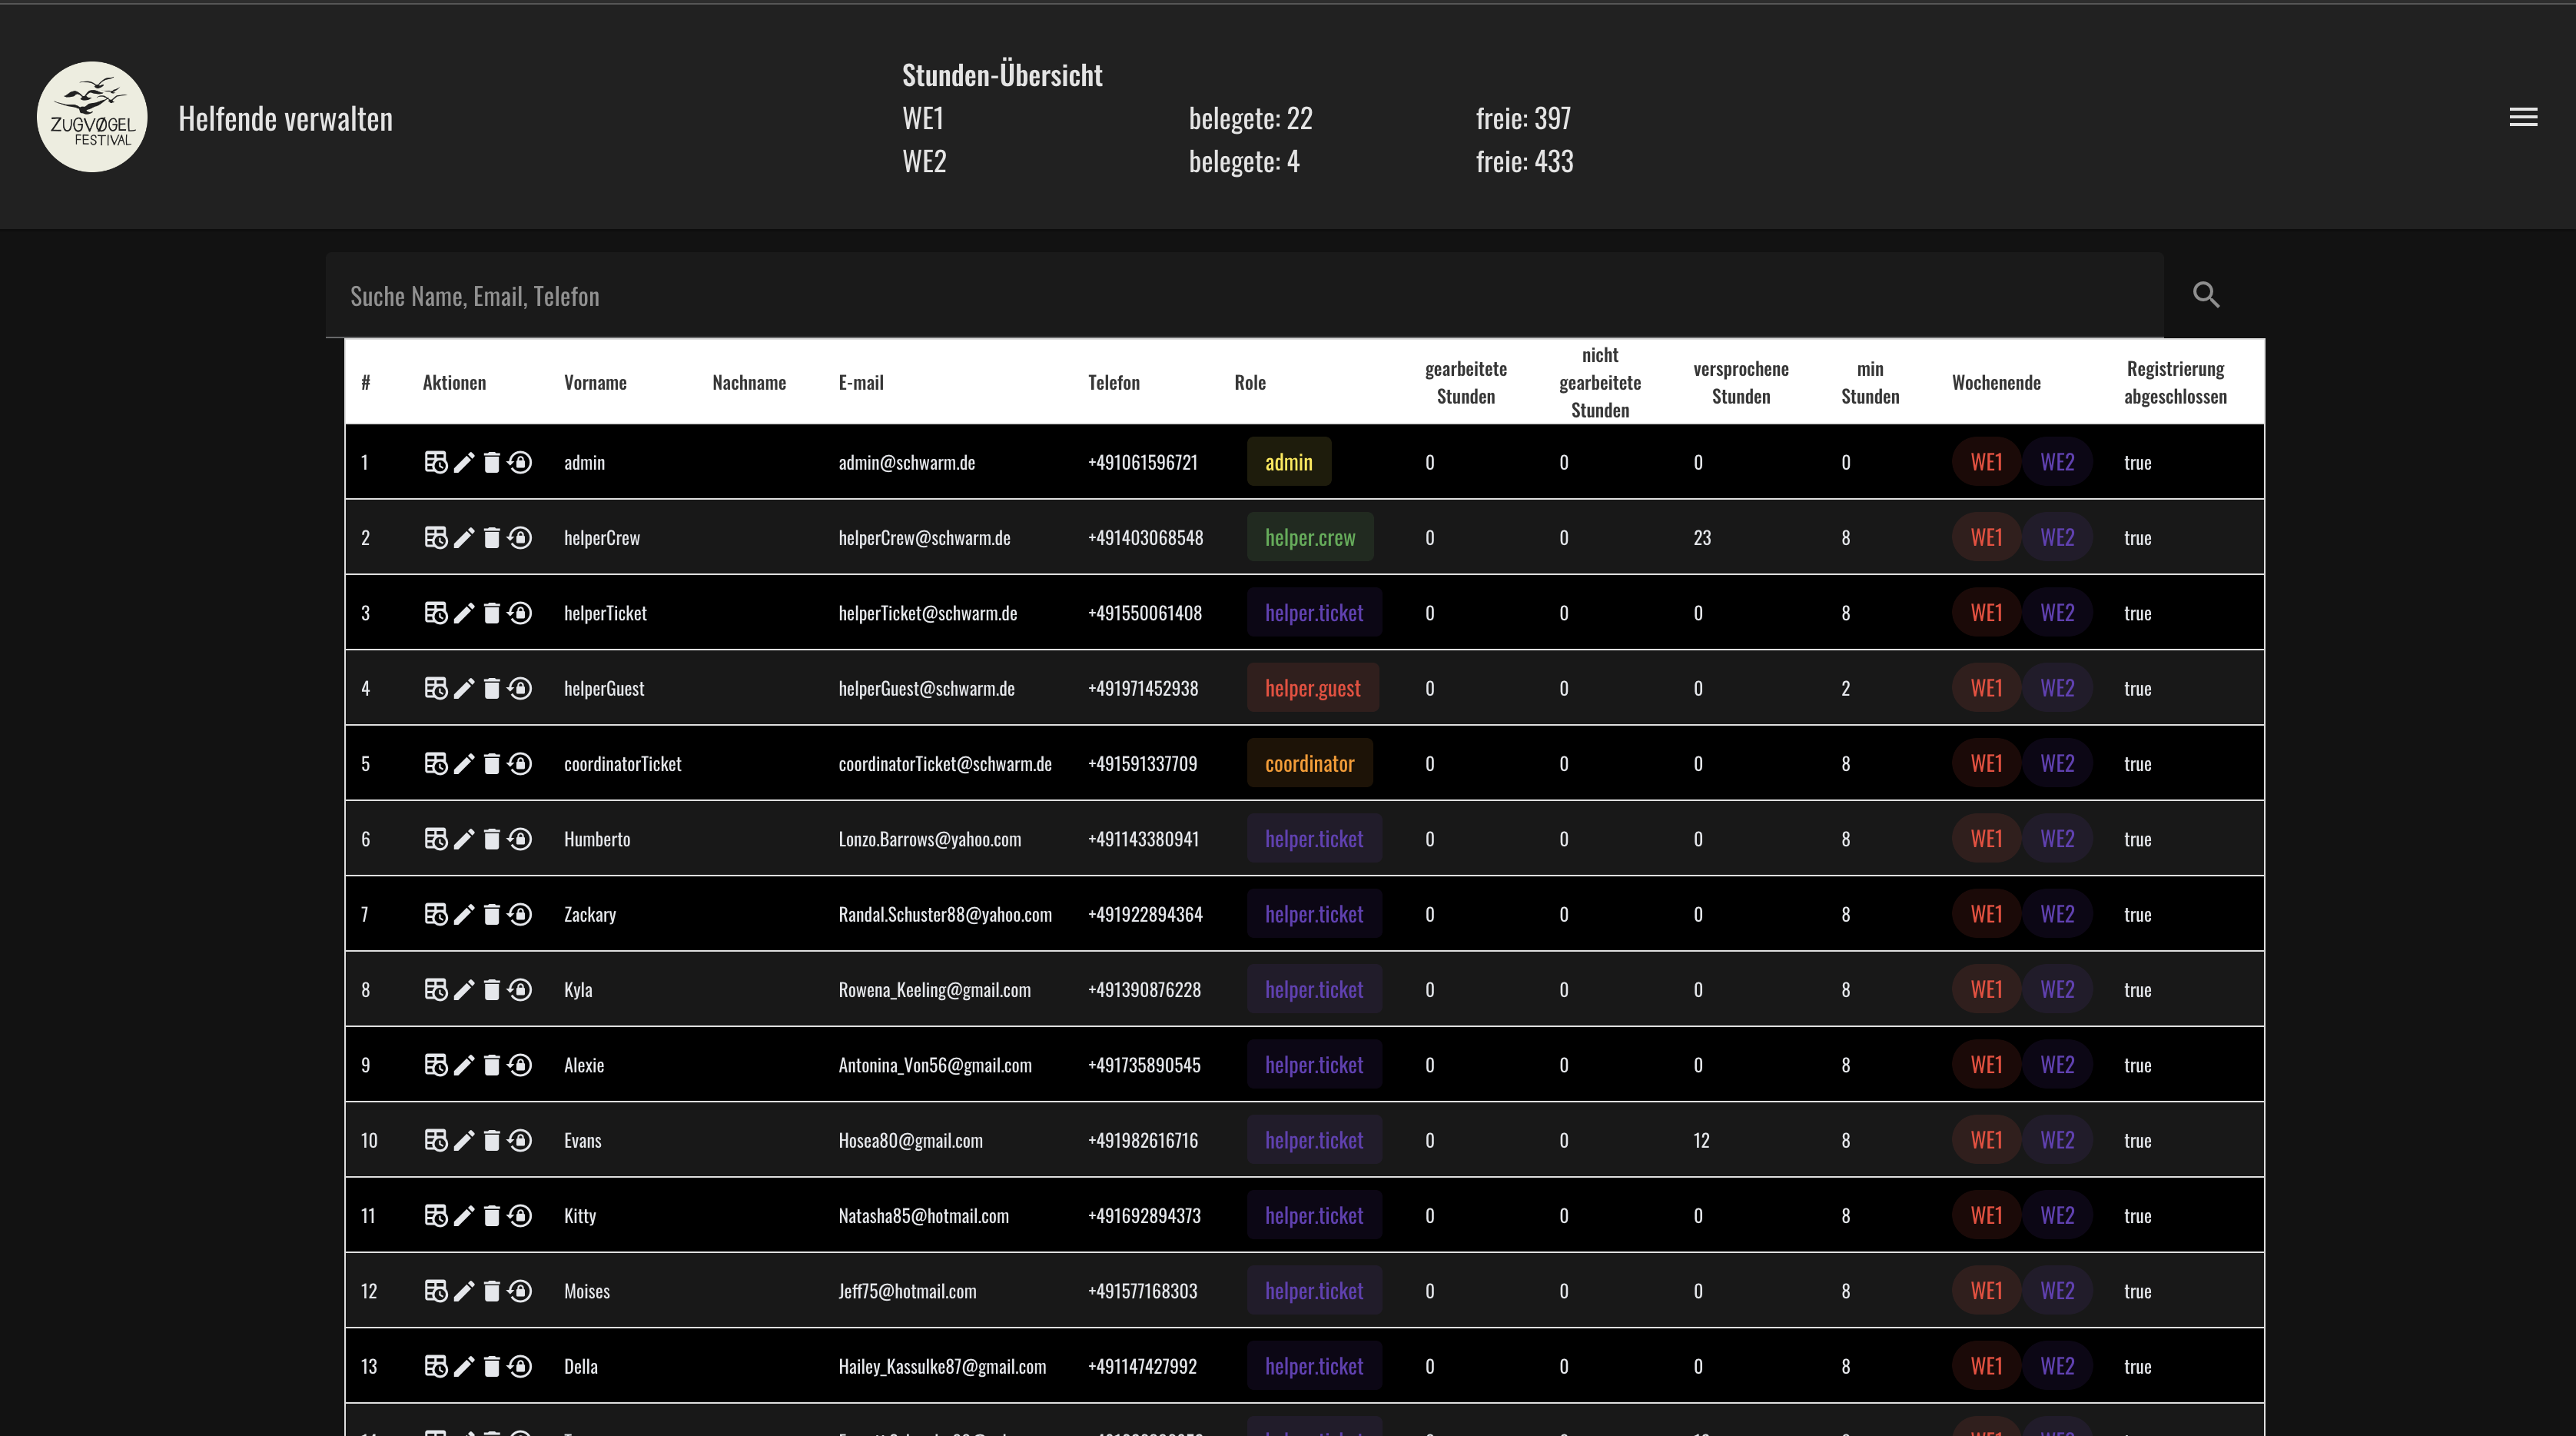 ZUGVØGEL
FESTIVAL
Helfende verwalten
Stunden-Übersicht
WE1 belegete: 22 freie: 397
WE2 belegete: 4 freie: 433
Suche Name, Email, Telefon
# Aktionen Vorname Nachname E-mail Telefon Role gearbeitete Stunden nicht gearbeitete Stunden versprochene Stunden min Stunden Wochenende Registrierung abgeschlossen
1 admin admin@schwarm.de +491061596721 admin 0 0 0 0 WE1 WE2 true
2 helperCrew helperCrew@schwarm.de +491403068548 helper.crew 0 0 23 8 WE1 WE2 true
3 helperTicket helperTicket@schwarm.de +491550061408 helper.ticket 0 0 0 8 WE1 WE2 true
4 helperGuest helperGuest@schwarm.de +491971452938 helper.guest 0 0 0 2 WE1 WE2 true
5 coordinatorTicket coordinatorTicket@schwarm.de +491591337709 coordinator 0 0 0 8 WE1 WE2 true
6 Humberto Lonzo.Barrows@yahoo.com +491143380941 helper.ticket 0 0 0 8 WE1 WE2 true
7 Zackary Randal.Schuster88@yahoo.com +491922894364 helper.ticket 0 0 0 8 WE1 WE2 true
8 Kyla Rowena_Keeling@gmail.com +491390876228 helper.ticket 0 0 0 8 WE1 WE2 true
9 Alexie Antonina_Von56@gmail.com +491735890545 helper.ticket 0 0 0 8 WE1 WE2 true
10 Evans Hosea80@gmail.com +491982616716 helper.ticket 0 0 12 8 WE1 WE2 true
11 Kitty Natasha85@hotmail.com +491692894373 helper.ticket 0 0 0 8 WE1 WE2 true
12 Moises Jeff75@hotmail.com +491577168303 helper.ticket 0 0 0 8 WE1 WE2 true
13 Della Hailey_Kassulke87@gmail.com +491147427992 helper.ticket 0 0 0 8 WE1 WE2 true